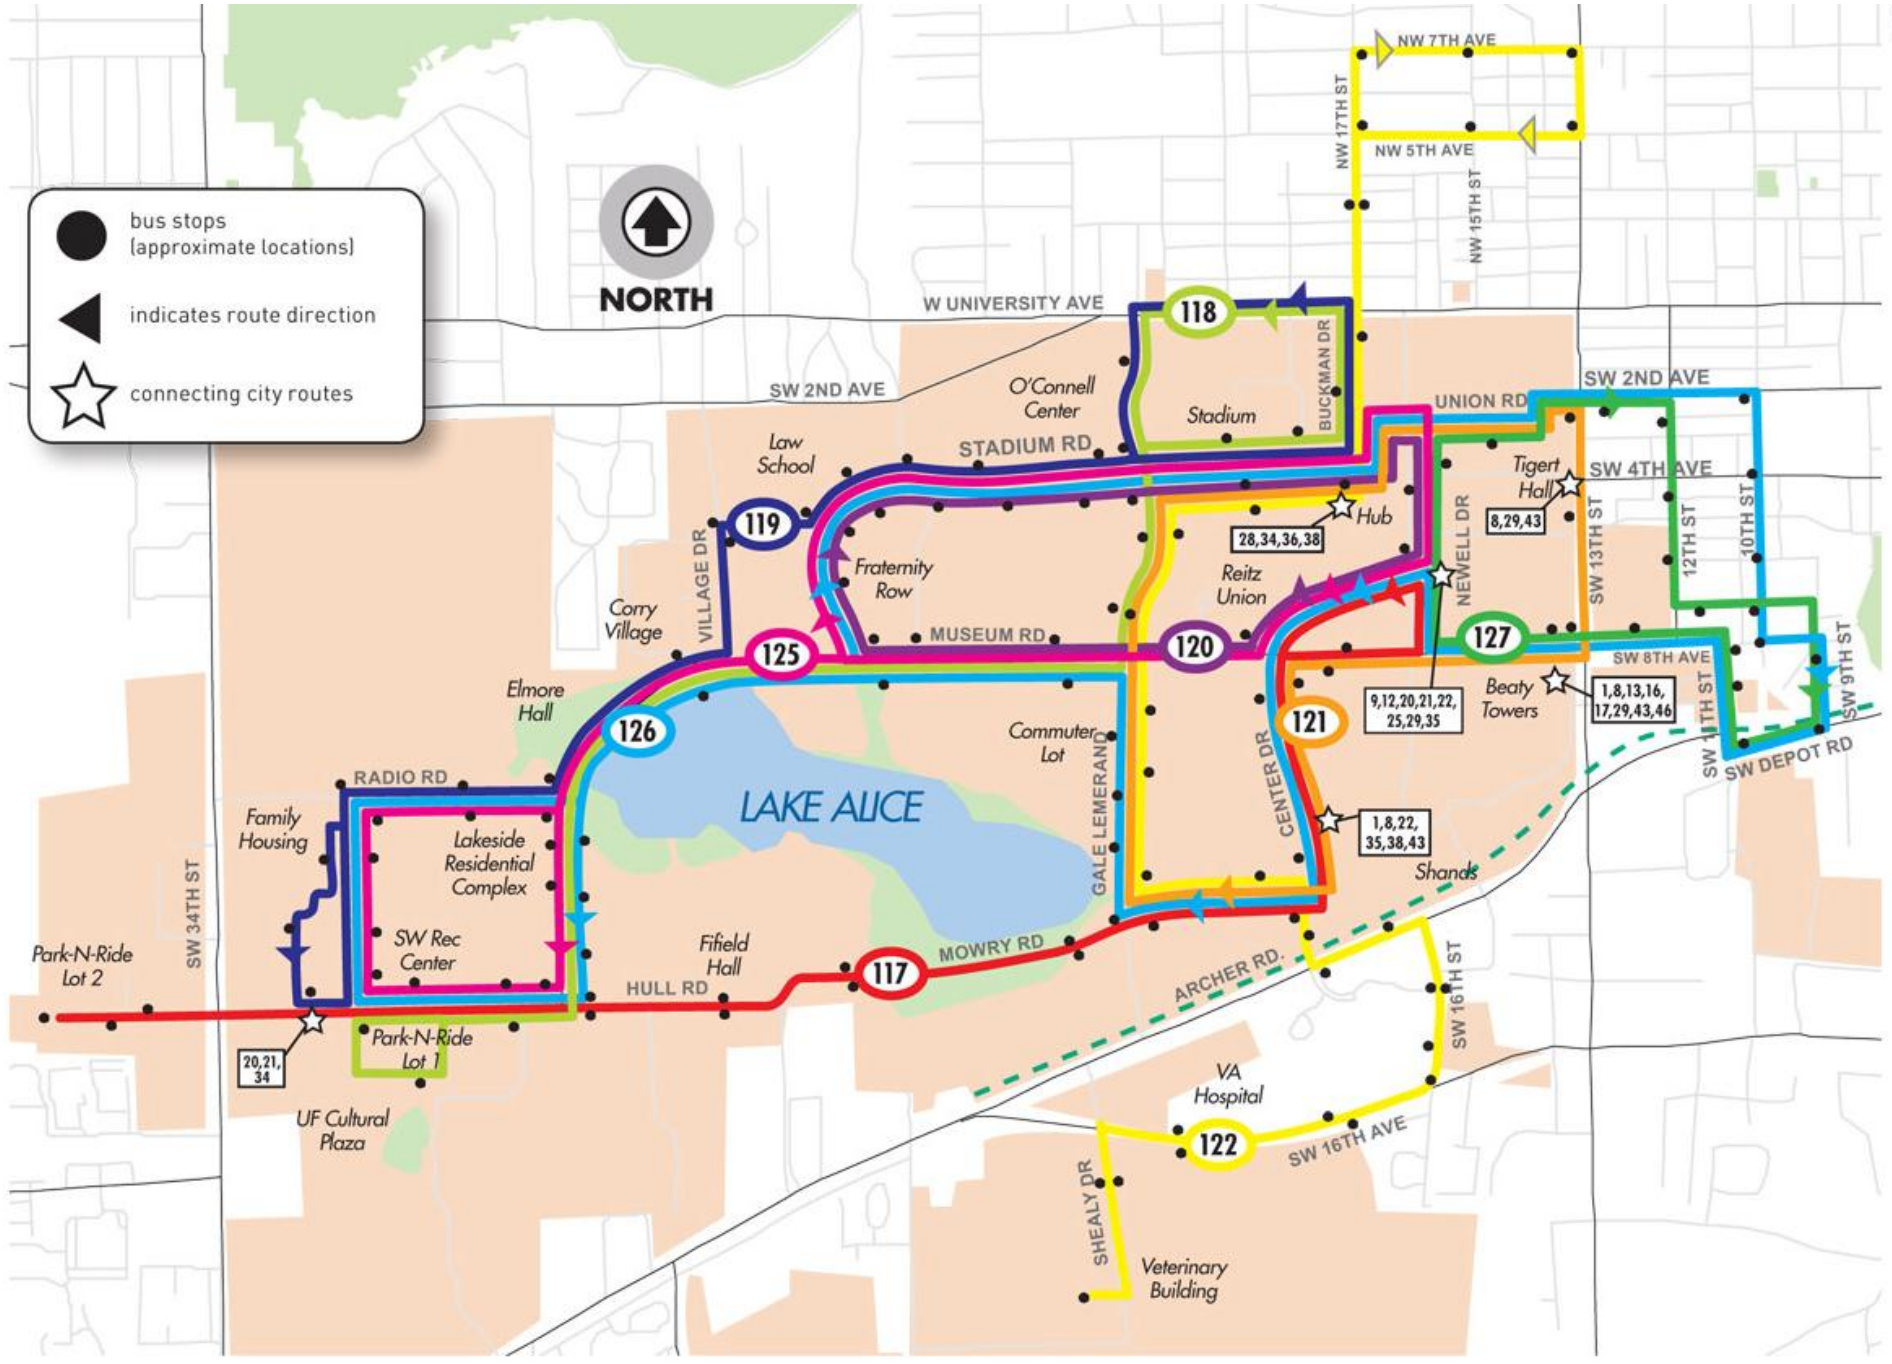 NW 7TH AVE
NW 17TH ST
NW 5TH AVE
NW 15TH ST
bus stops
(approximate locations)
indicates route direction
connecting city routes
NORTH
W UNIVERSITY AVE
118
BUCKMAN DR
SW 2ND AVE
O'Connell
Center
Stadium
UNION RD
SW 2ND AVE
Law
School
STADIUM RD
Tigert
Hall
SW 4TH AVE
8,29,43
Hub
28,34,36,38
119
VILLAGE DR
NEWELL DR
SW 13TH ST
12TH ST
10TH ST
Fraternity
Row
Reitz
Union
Corry
Village
MUSEUM RD
125
120
127
SW 8TH AVE
SW 9TH ST
Elmore
Hall
126
9,12,20,21,22,
25,29,35
Beaty
Towers
1,8,13,16,
17,29,43,46
SW 11TH ST
SW DEPOT RD
121
Commuter
Lot
GALE LEMERAND
CENTER DR
LAKE ALICE
RADIO RD
Family
Housing
Lakeside
Residential
Complex
1,8,22,
35,38,43
Shands
SW 34TH ST
SW Rec
Center
Park-N-Ride
Lot 2
Fifield
Hall
MOWRY RD
117
HULL RD
ARCHER RD.
SW 16TH ST
20,21,
34
Park-N-Ride
Lot 1
UF Cultural
Plaza
VA
Hospital
122
SW 16TH AVE
SHEALY DR
Veterinary
Building